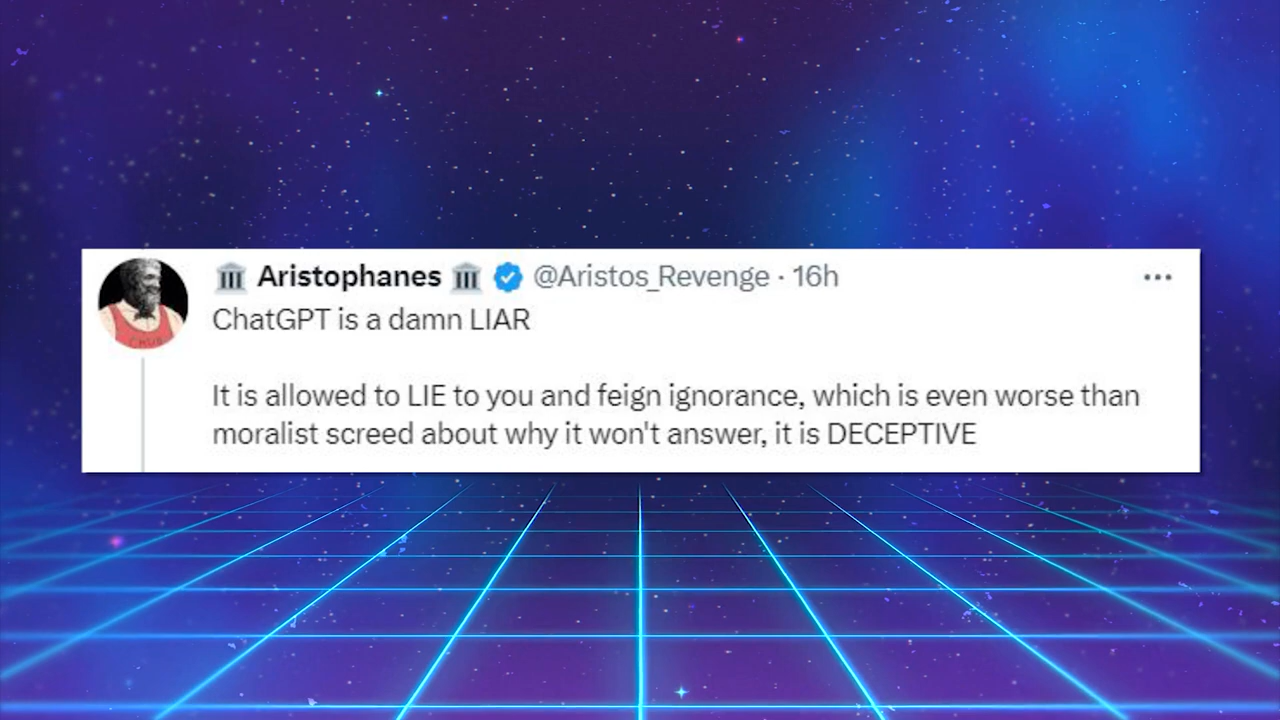 🏛 Aristophanes 🏛 @Aristos_Revenge · 16h
ChatGPT is a damn LIAR
It is allowed to LIE to you and feign ignorance, which is even worse than
moralist screed about why it won't answer, it is DECEPTIVE